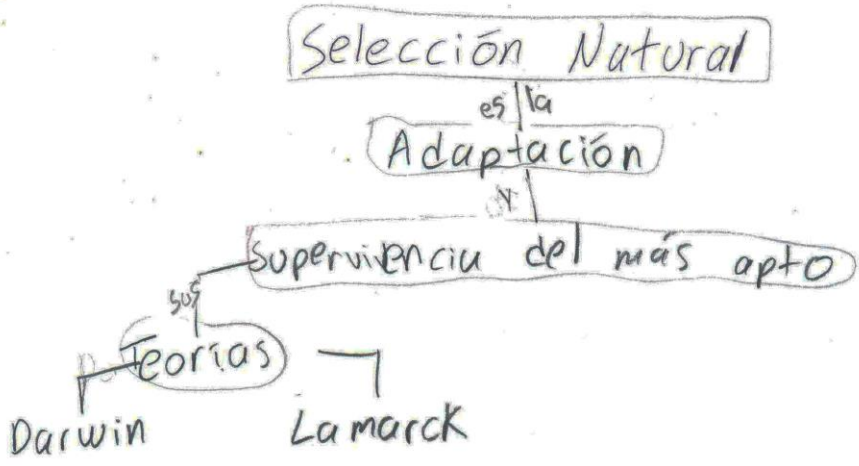 Selección Natural
es la
Adaptación
y
Supervivencia del más apto
sus
Teorías
Darwin
Lamarck